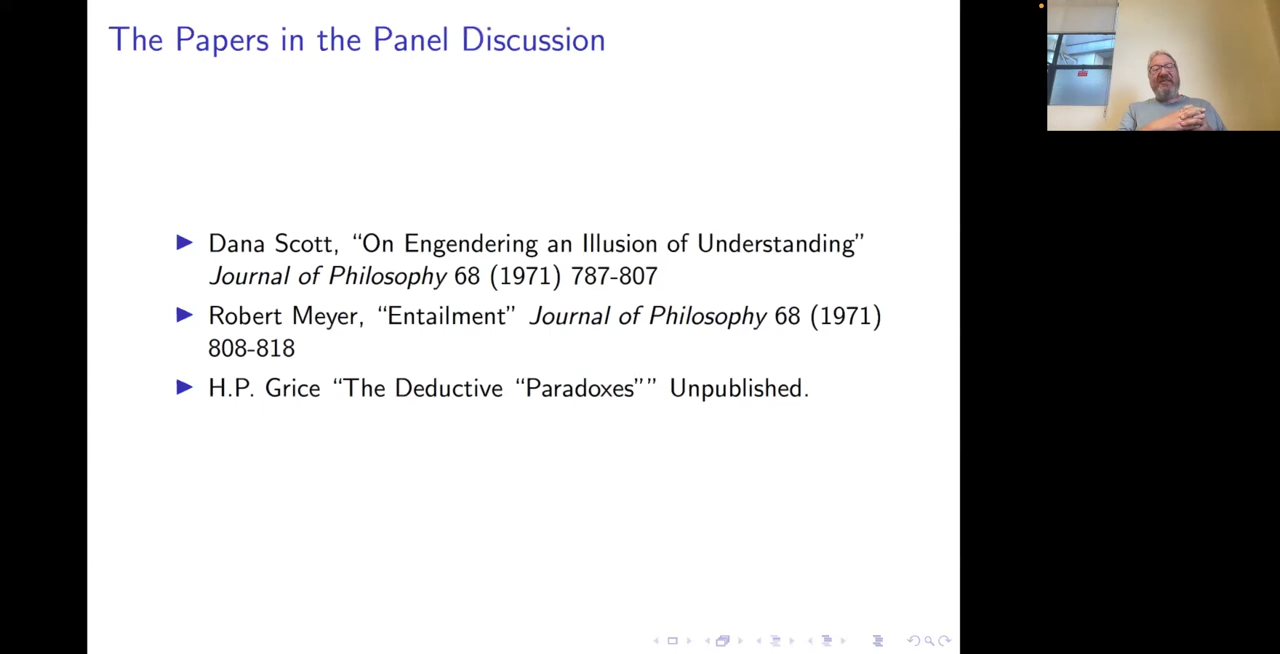 The Papers in the Panel Discussion
▶ Dana Scott, “On Engendering an Illusion of Understanding”
Journal of Philosophy 68 (1971) 787-807
▶ Robert Meyer, “Entailment” Journal of Philosophy 68 (1971)
808-818
▶ H.P. Grice “The Deductive “Paradoxes”” Unpublished.